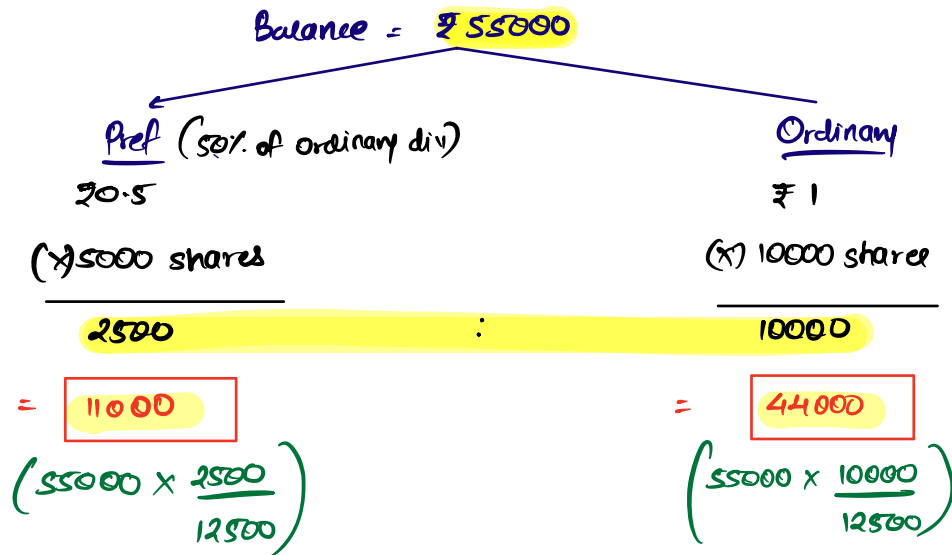 Balance = ₹ 55000
Pref (50% of ordinary div)
Ordinary
₹0.5
₹ 1
(x) 5000 shares
(x) 10000 share
2500 : 10000
= 11000
= 44000
(55000 x 2500/12500)
(55000 x 10000/12500)